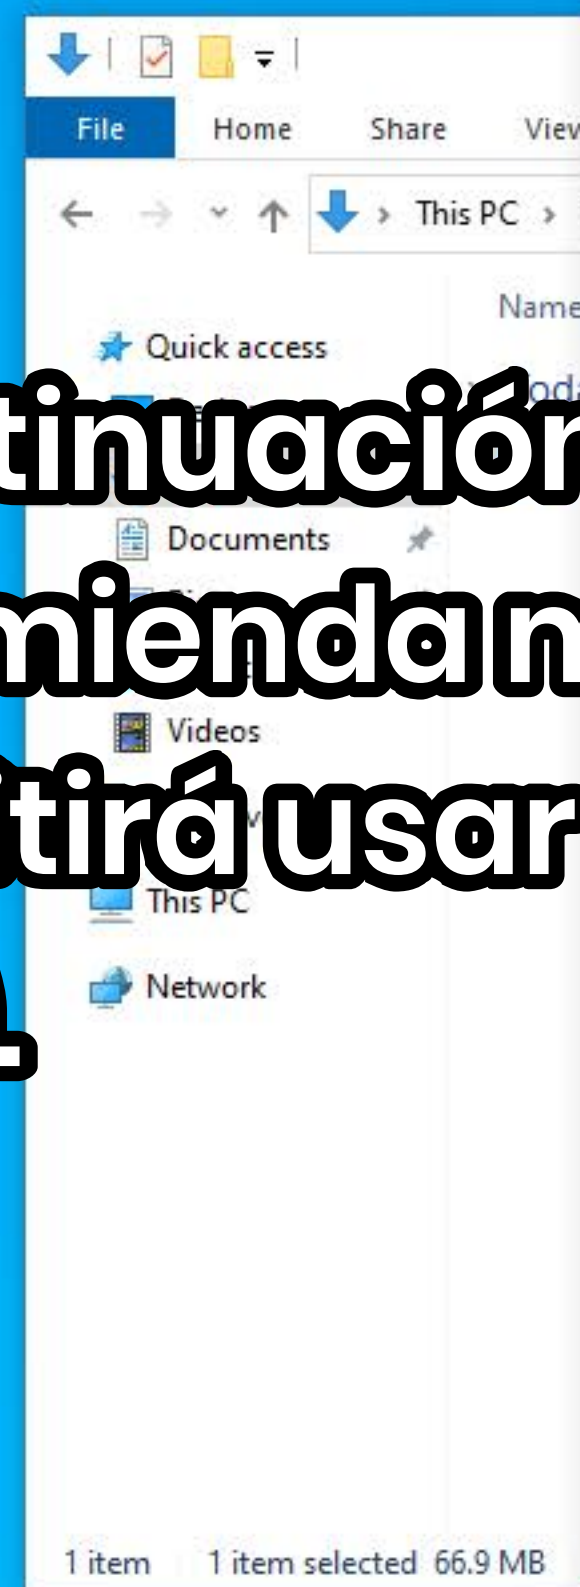 File Home Share View
This PC
Name
Quick access
tinuación
Documents
mienda n
Videos
tirá usar
This PC
Network
1 item 1 item selected 66.9 MB